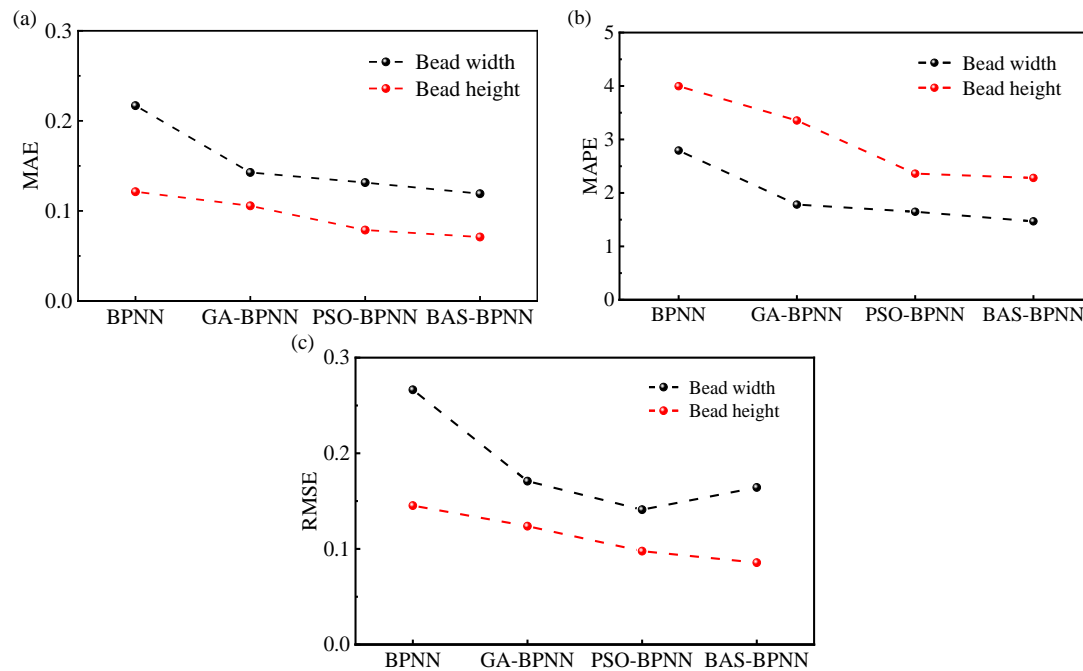 (a)
0.3
0.2
0.1
0.0
MAE
Bead width
Bead height
BPNN GA-BPNN PSO-BPNN BAS-BPNN
(b)
5
4
3
2
1
0
MAPE
Bead width
Bead height
BPNN GA-BPNN PSO-BPNN BAS-BPNN
(c)
0.3
0.2
0.1
0.0
RMSE
Bead width
Bead height
BPNN GA-BPNN PSO-BPNN BAS-BPNN